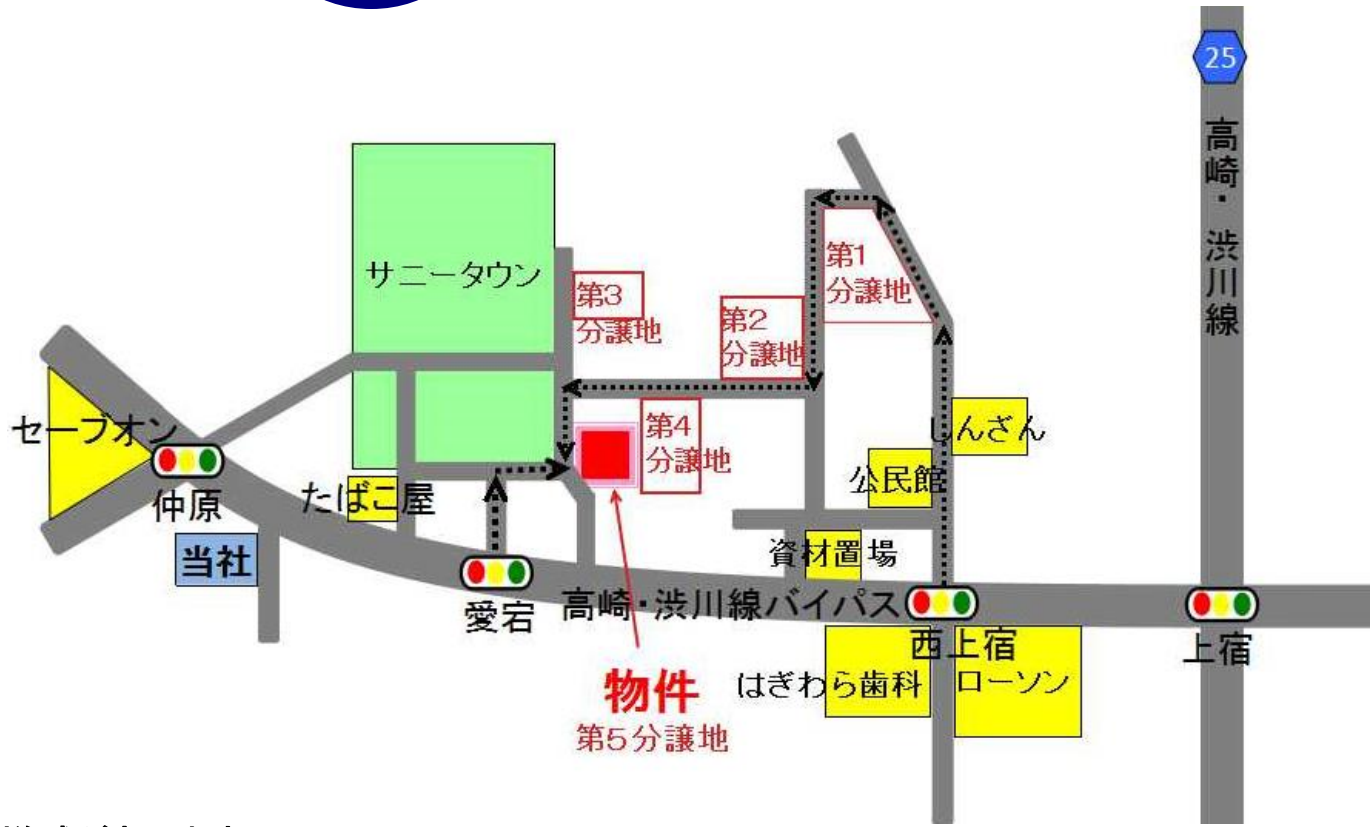 25
高崎・渋川線
サニータウン
第1
分譲地
第3
分譲地
第2
分譲地
セーブオン
仲原
たばこ屋
第4
分譲地
しんざん
公民館
当社
資材置場
愛宕
高崎・渋川線バイパス
西上宿
上宿
物件
第5分譲地
はぎわら歯科
ローソン